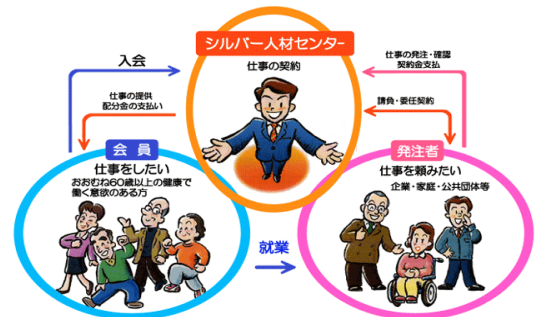 シルバー人材センター
仕事の契約
入会
仕事の提供
配分金の支払い
仕事の発注・確認
契約金支払
請負・委任契約
会員
仕事をしたい
おおむね60歳以上の健康で
働く意欲のある方
発注者
仕事を頼みたい
企業・家庭・公共団体等
就業